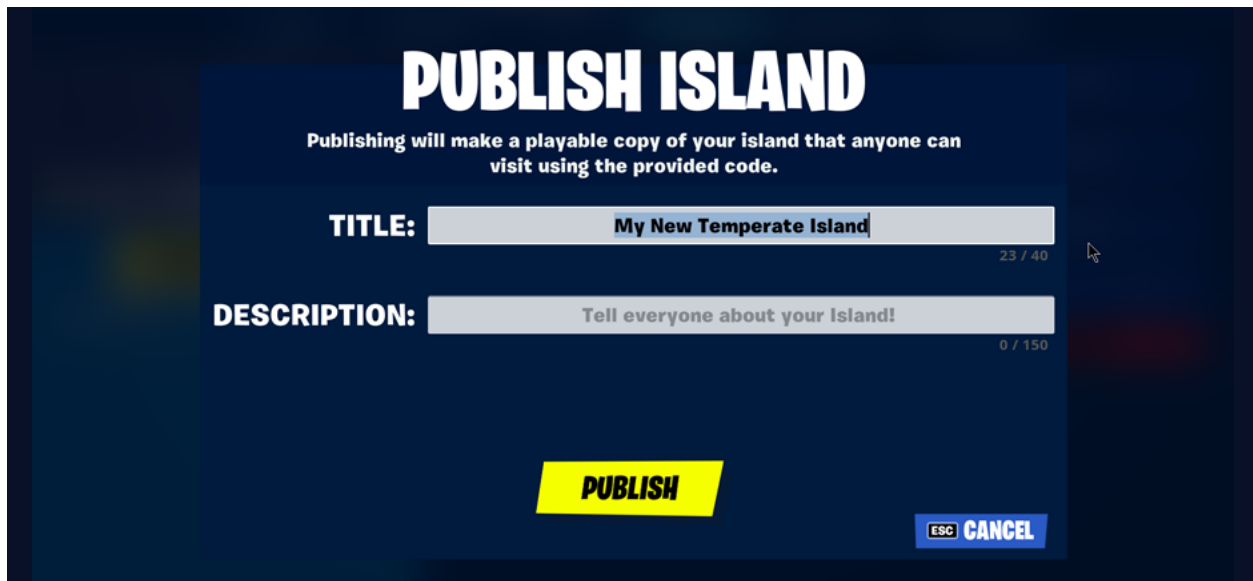 PUBLISH ISLAND
Publishing will make a playable copy of your island that anyone can
visit using the provided code.
TITLE: My New Temperate Island
23 / 40
DESCRIPTION: Tell everyone about your Island!
0 / 150
PUBLISH
ESC CANCEL